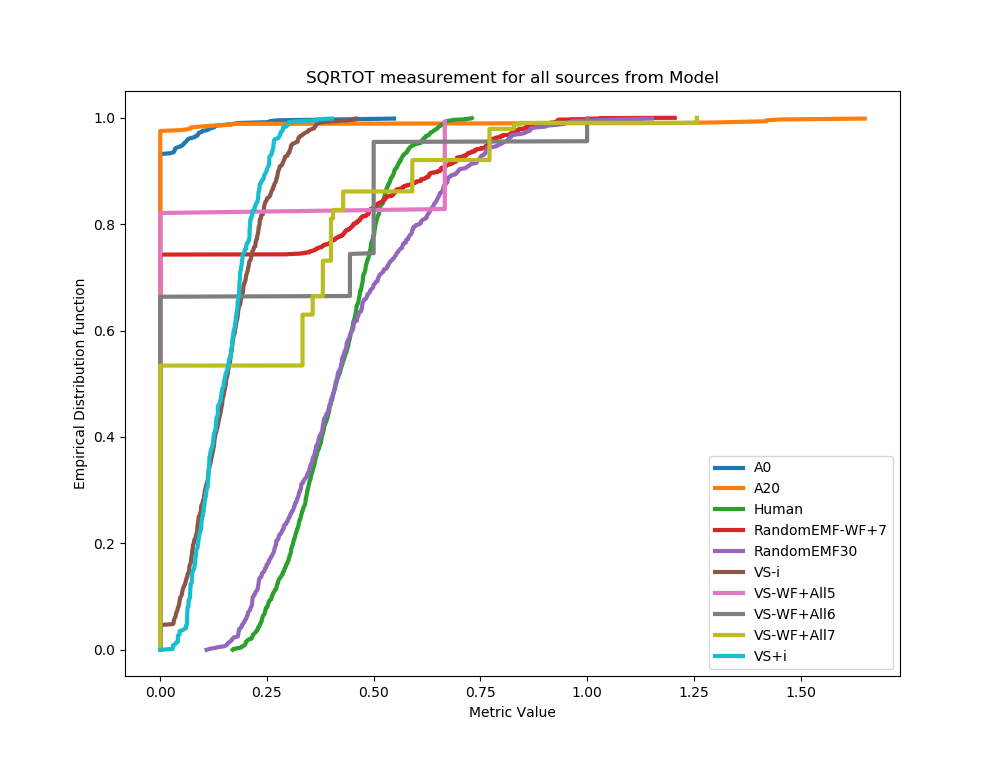 SQRTOT measurement for all sources from Model
1.0
0.8
0.6
0.4
0.2
0.0
Empirical Distribution function
0.00 0.25 0.50 0.75 1.00 1.25 1.50
Metric Value
A0
A20
Human
RandomEMF-WF+7
RandomEMF30
VS-i
VS-WF+All5
VS-WF+All6
VS-WF+All7
VS+i